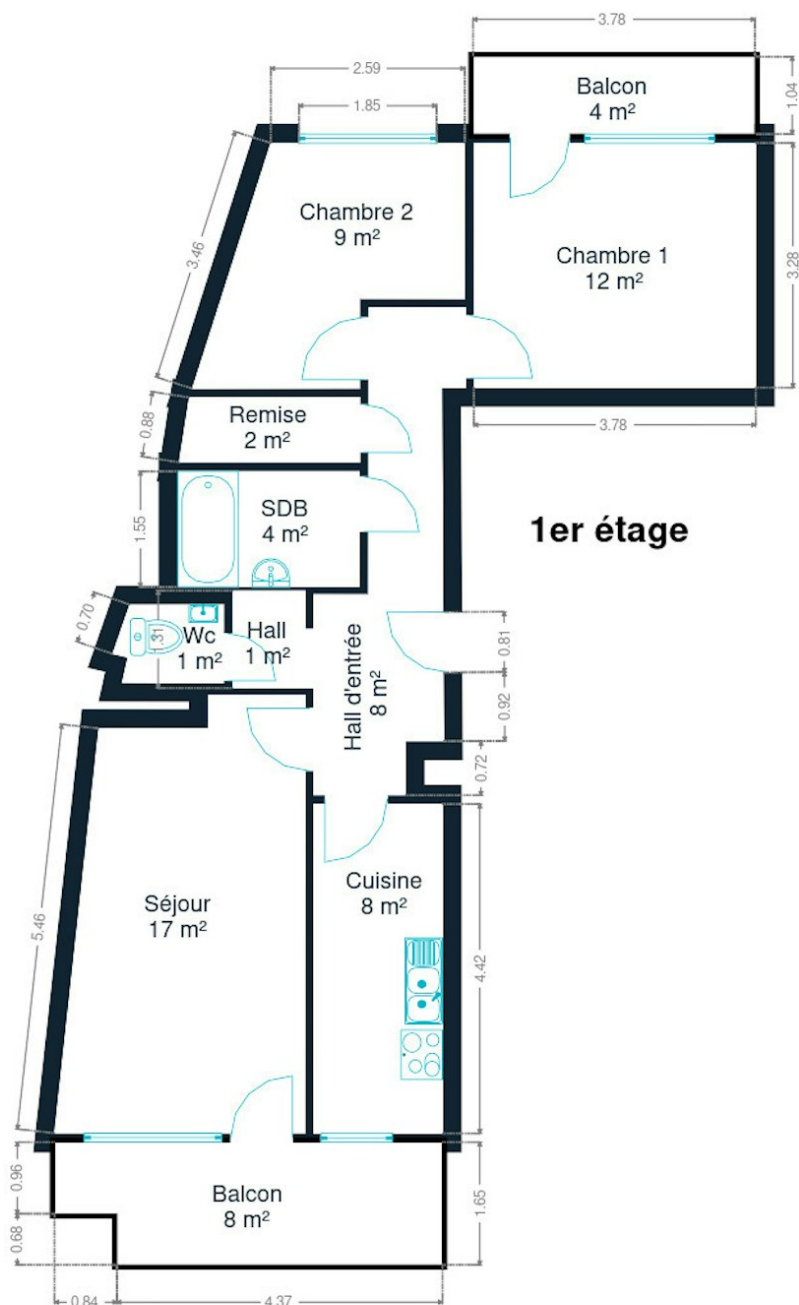 3.78
2.59
1.85
Balcon
4 m²
1.04
Chambre 2
9 m²
3.46
Chambre 1
12 m²
3.28
Remise
2 m²
0.88
3.78
SDB
4 m²
1.55
1er étage
0.70
Wc
1 m²
1.31
Hall
1 m²
Hall d'entrée
8 m²
0.81
0.92
0.72
Séjour
17 m²
5.46
Cuisine
8 m²
4.42
Balcon
8 m²
0.96
0.68
1.65
0.84
4.37